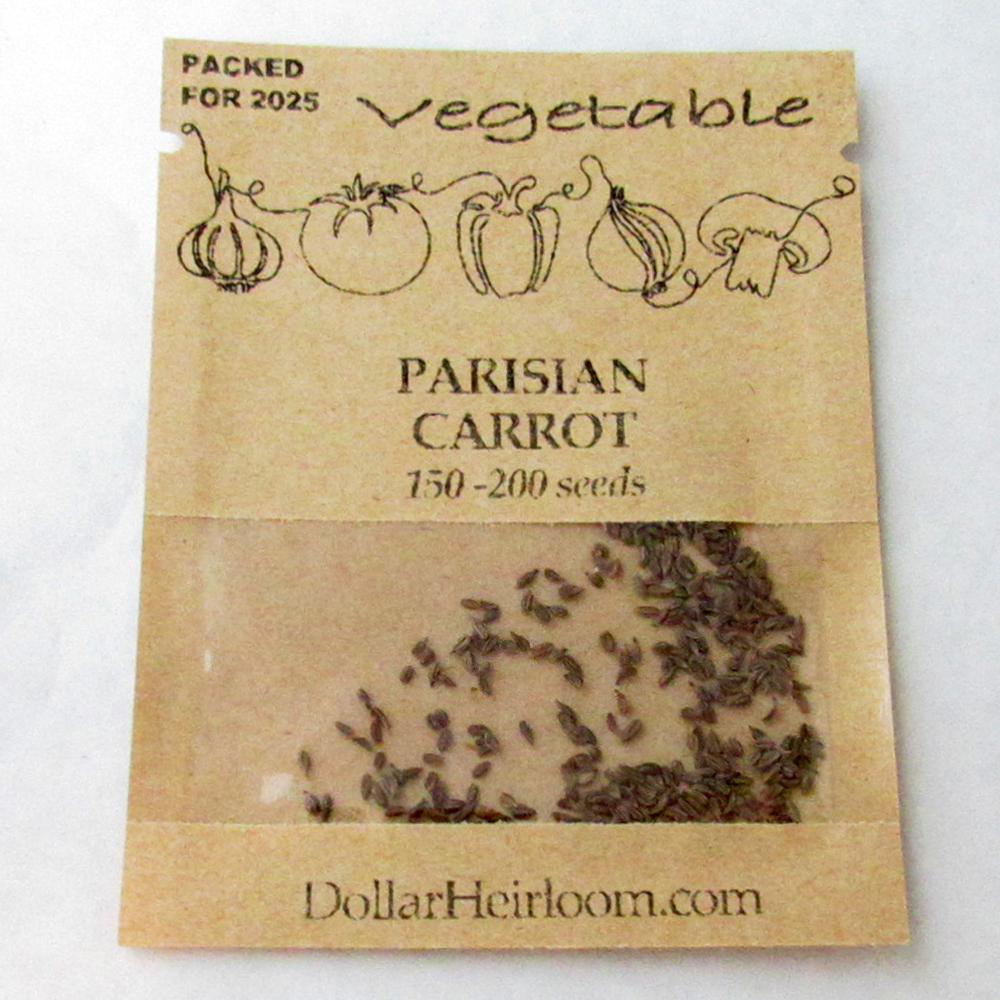 PACKED
FOR 2025
Vegetable
PARISIAN
CARROT
150 -200 seeds
DollarHeirloom.com